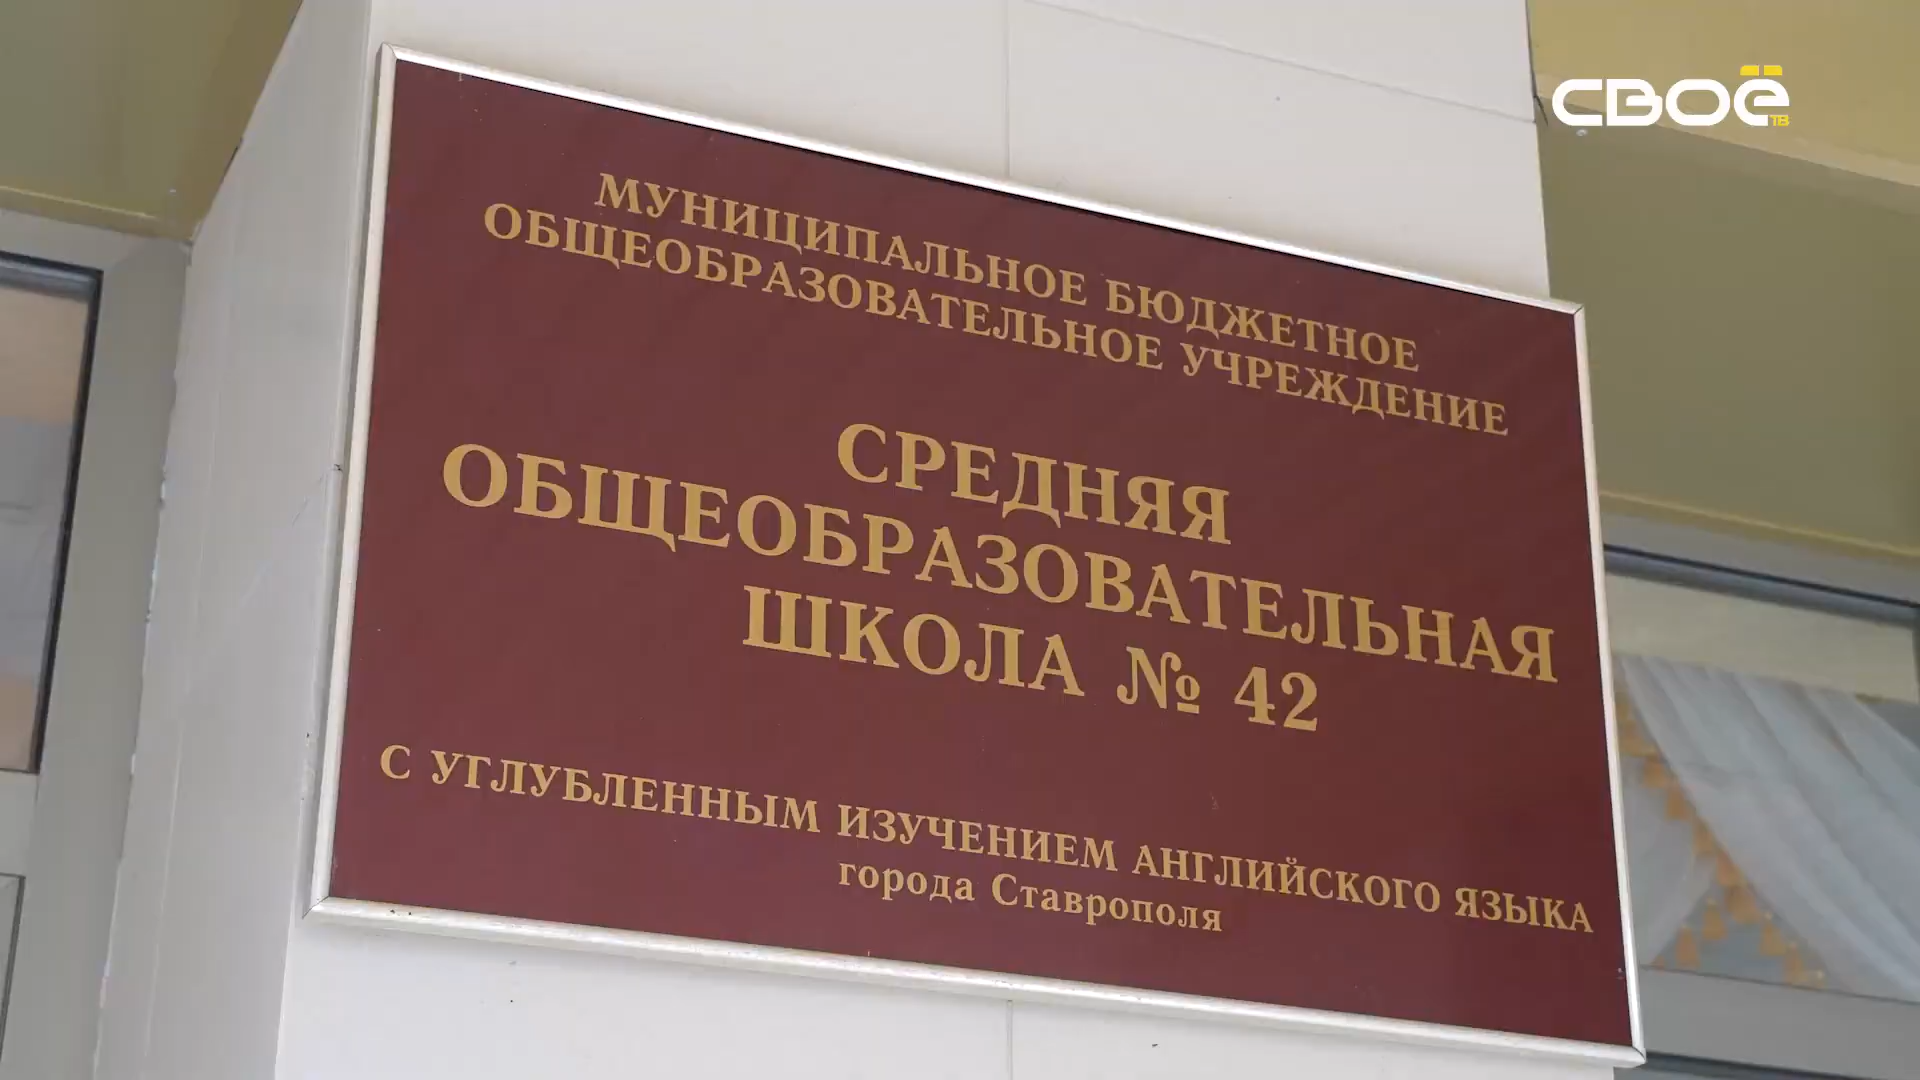 СВОЁ ТВ
МУНИЦИПАЛЬНОЕ БЮДЖЕТНОЕ
ОБЩЕОБРАЗОВАТЕЛЬНОЕ УЧРЕЖДЕНИЕ
СРЕДНЯЯ
ОБЩЕОБРАЗОВАТЕЛЬНАЯ
ШКОЛА № 42
С УГЛУБЛЕННЫМ ИЗУЧЕНИЕМ АНГЛИЙСКОГО ЯЗЫКА
города Ставрополя